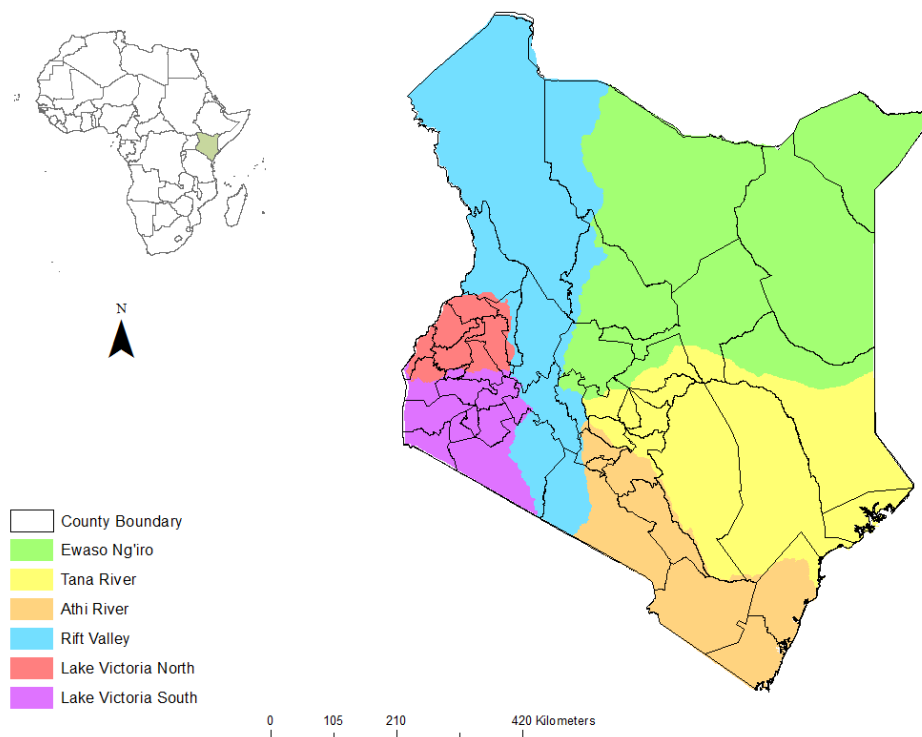 N
County Boundary
Ewaso Ng'iro
Tana River
Athi River
Rift Valley
Lake Victoria North
Lake Victoria South
0 105 210 420 Kilometers